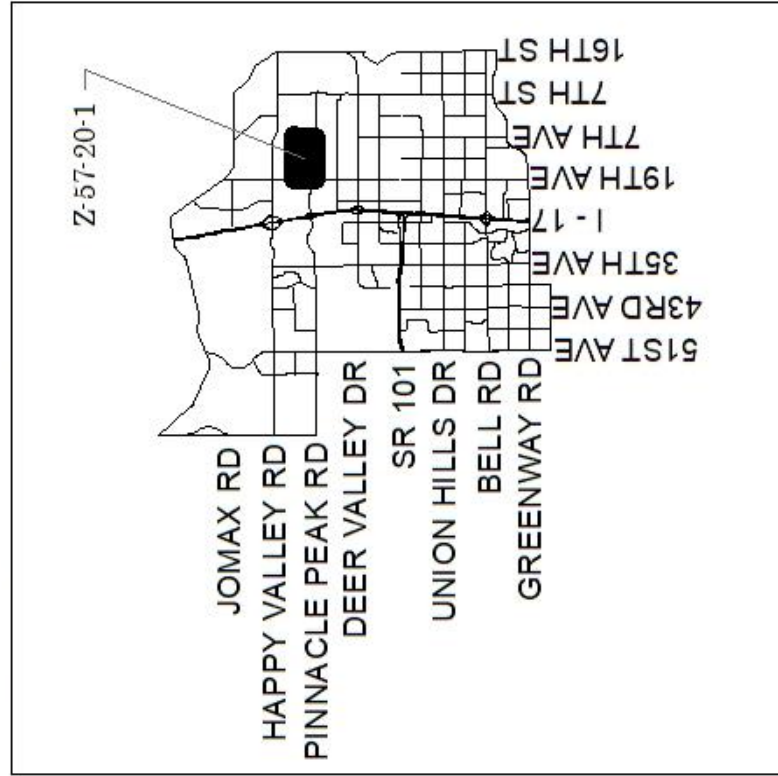 Z-57-20-1
JOMAX RD
HAPPY VALLEY RD
PINNACLE PEAK RD
DEER VALLEY DR
SR 101
UNION HILLS DR
BELL RD
GREENWAY RD
51ST AVE
43RD AVE
35TH AVE
I - 17
19TH AVE
7TH AVE
7TH ST
16TH ST